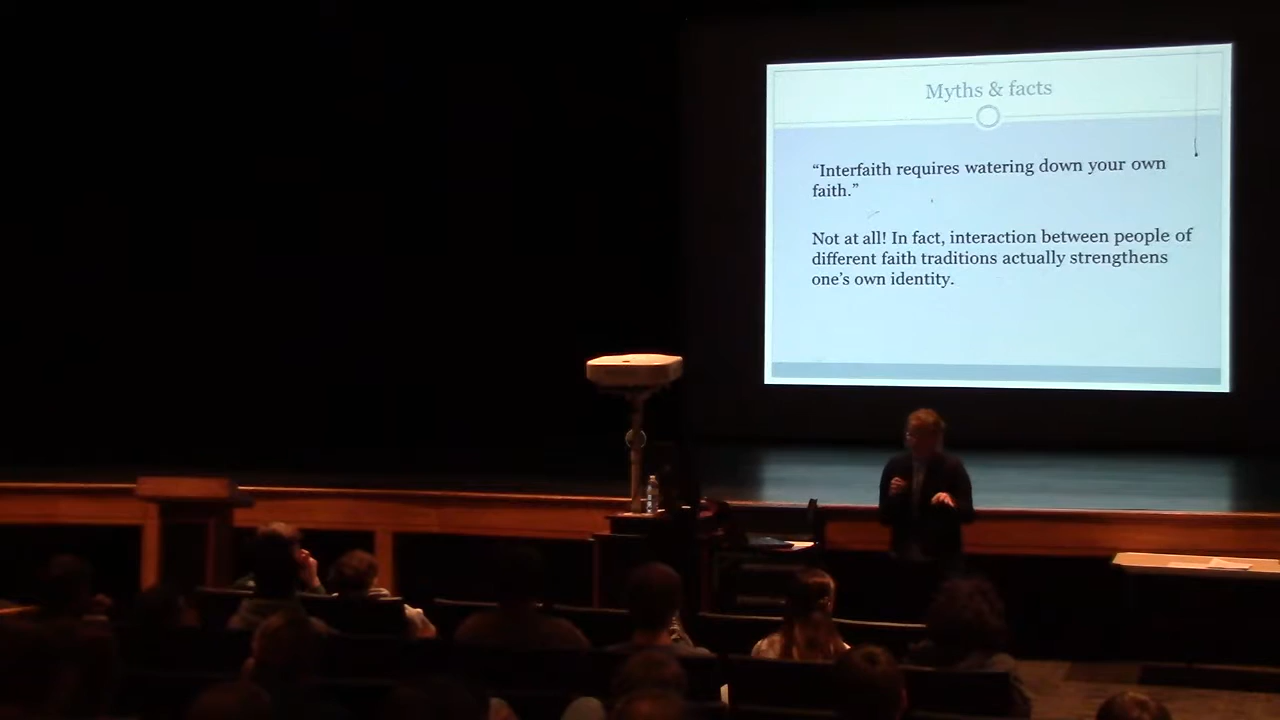 Myths & facts
“Interfaith requires watering down your own
faith.”
Not at all! In fact, interaction between people of
different faith traditions actually strengthens
one’s own identity.